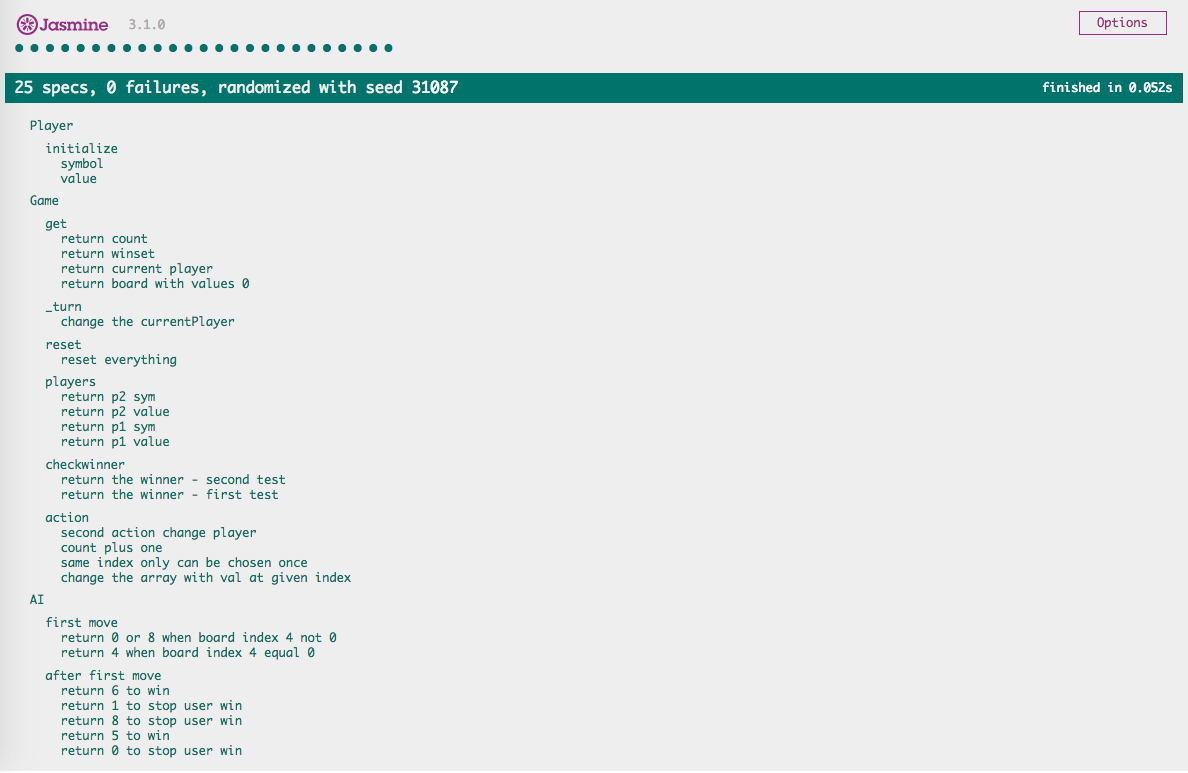 Jasmine 3.1.0 Options
25 specs, 0 failures, randomized with seed 31087 finished in 0.052s
Player
initialize
symbol
value
Game
get
return count
return winset
return current player
return board with values 0
_turn
change the currentPlayer
reset
reset everything
players
return p2 sym
return p2 value
return p1 sym
return p1 value
checkwinner
return the winner - second test
return the winner - first test
action
second action change player
count plus one
same index only can be chosen once
change the array with val at given index
AI
first move
return 0 or 8 when board index 4 not 0
return 4 when board index 4 equal 0
after first move
return 6 to win
return 1 to stop user win
return 8 to stop user win
return 5 to win
return 0 to stop user win